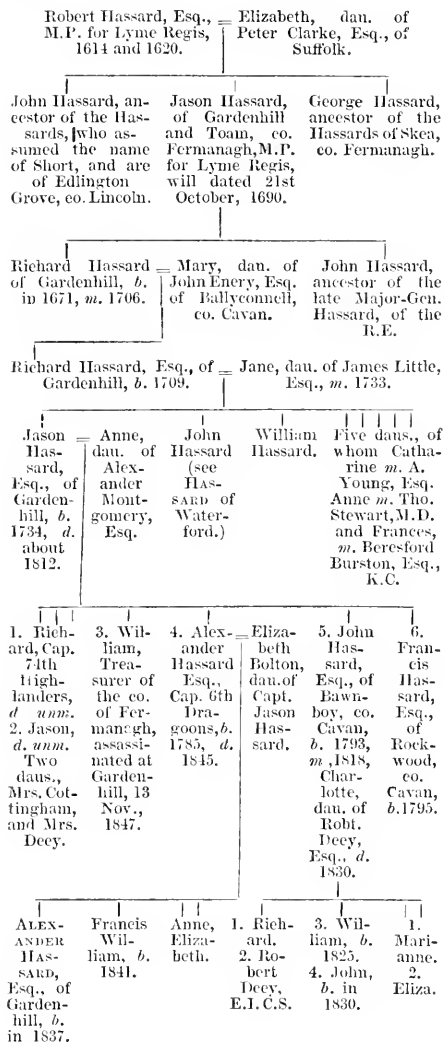 Robert Hassard, Esq.,
M.P. for Lyme Regis,
1614 and 1620.
= Elizabeth, dau. of
Peter Clarke, Esq., of
Suffolk.
John Hassard, an-
cestor of the Has-
sards, who as-
sumed the name
of Short, and are
of Edlington
Grove, co. Lincoln.
Jason Hassard,
of Gardenhill
and Toam, co.
Fermanagh, M.P.
for Lyme Regis,
will dated 21st
October, 1690.
George Hassard,
ancestor of the
Hassards of Skea,
co. Fermanagh.
Richard Hassard
of Gardenhill, b.
in 1671, m. 1706.
= Mary, dau. of
John Enery, Esq.
of Ballyconnell,
co. Cavan.
John Hassard,
ancestor of the
late Major-Gen.
Hassard, of the
R.E.
Richard Hassard, Esq., of
Gardenhill, b. 1709.
= Jane, dau. of James Little,
Esq., m. 1733.
Jason
Has-
sard,
Esq., of
Garden-
hill, b.
1734, d.
about
1812.
= Anne,
dau. of
Alex-
ander
Mont-
gomery,
Esq.
John
Hassard
(see
HAS-
SARD of
Water-
ford.)
William
Hassard.
Five daus., of
whom Catha-
rine m. A.
Young, Esq.
Anne m. Tho.
Stewart, M.D.
and Frances,
m. Beresford
Burston, Esq.,
K.C.
1. Rich-
ard, Cap.
74th
High-
landers,
d unm.
2. Jason,
d. unm.
Two
daus.,
Mrs. Cot-
tingham,
and Mrs.
Deey.
3. Wil-
liam,
Trea-
surer of
the co.
of Fer-
managh,
assassi-
nated at
Garden-
hill, 13
Nov.,
1847.
4. Alex-
ander
Hassard
Esq.,
Cap. 6th
Dra-
goons, b.
1785, d.
1845.
= Eliza-
beth
Bolton,
dau. of
Capt.
Jason
Has-
sard.
5. John
Has-
sard,
Esq., of
Bawn-
boy, co.
Cavan,
b. 1793,
m ,1818,
Char-
lotte,
dau. of
Robt.
Deey,
Esq., d.
1830.
6.
Fran-
cis
Has-
sard,
Esq.,
of
Rock-
wood,
co.
Cavan,
b. 1795.
ALEX-
ANDER
HAS-
SARD,
Esq., of
Garden-
hill, b.
in 1837.
Francis
Wil-
liam, b.
1841.
Anne,
Eliza-
beth.
1. Rich-
ard.
2. Ro-
bert
Deey,
E.I.C.S.
3. Wil-
liam, b.
1825.
4. John,
b. in
1830.
1.
Mari-
anne.
2.
Eliza.